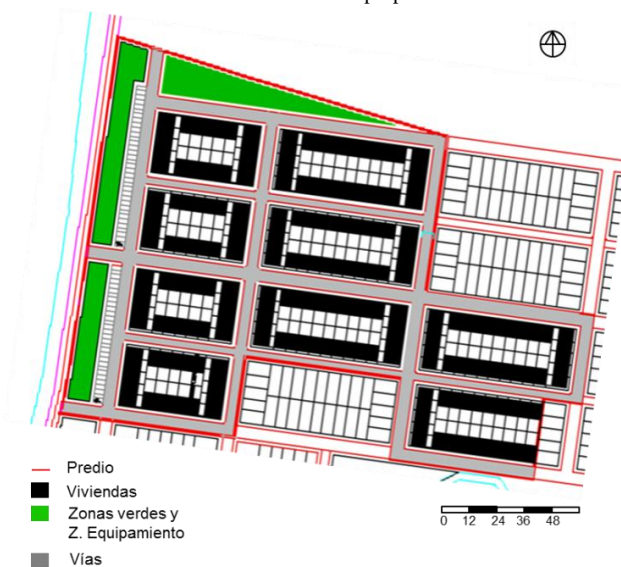 Predio
Viviendas
Zonas verdes y
Z. Equipamiento
Vías
0 12 24 36 48